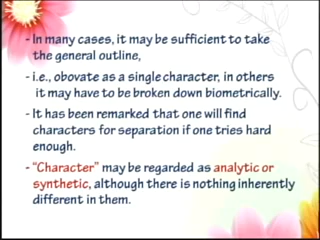 - In many cases, it may be sufficient to take
the general outline,
- i.e., obovate as a single character, in others
it may have to be broken down biometrically.
- It has been remarked that one will find
characters for separation if one tries hard
enough.
- "Character" may be regarded as analytic or
synthetic, although there is nothing inherently
different in them.